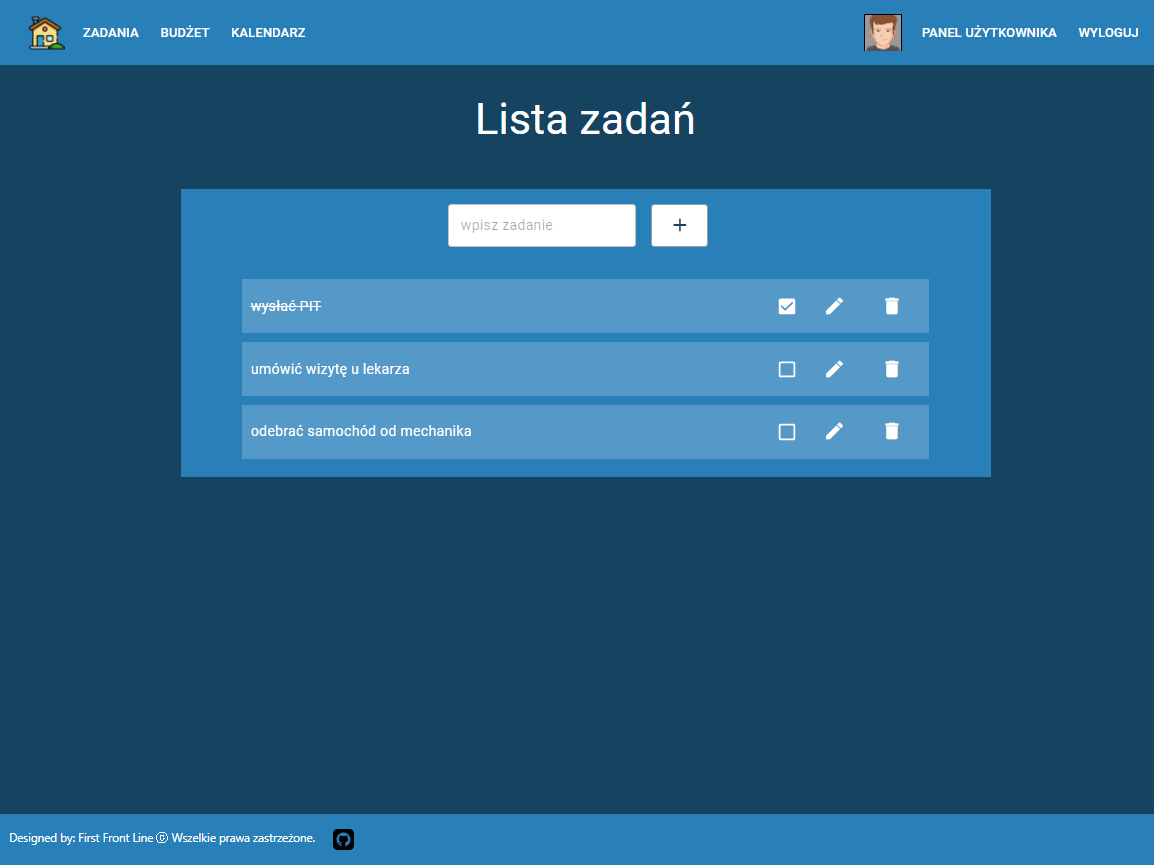 ZADANIA BUDŻET KALENDARZ PANEL UŻYTKOWNIKA WYLOGUJ
Lista zadań
wpisz zadanie +
wysłać PIT
umówić wizytę u lekarza
odebrać samochód od mechanika
Designed by: First Front Line © Wszelkie prawa zastrzeżone.